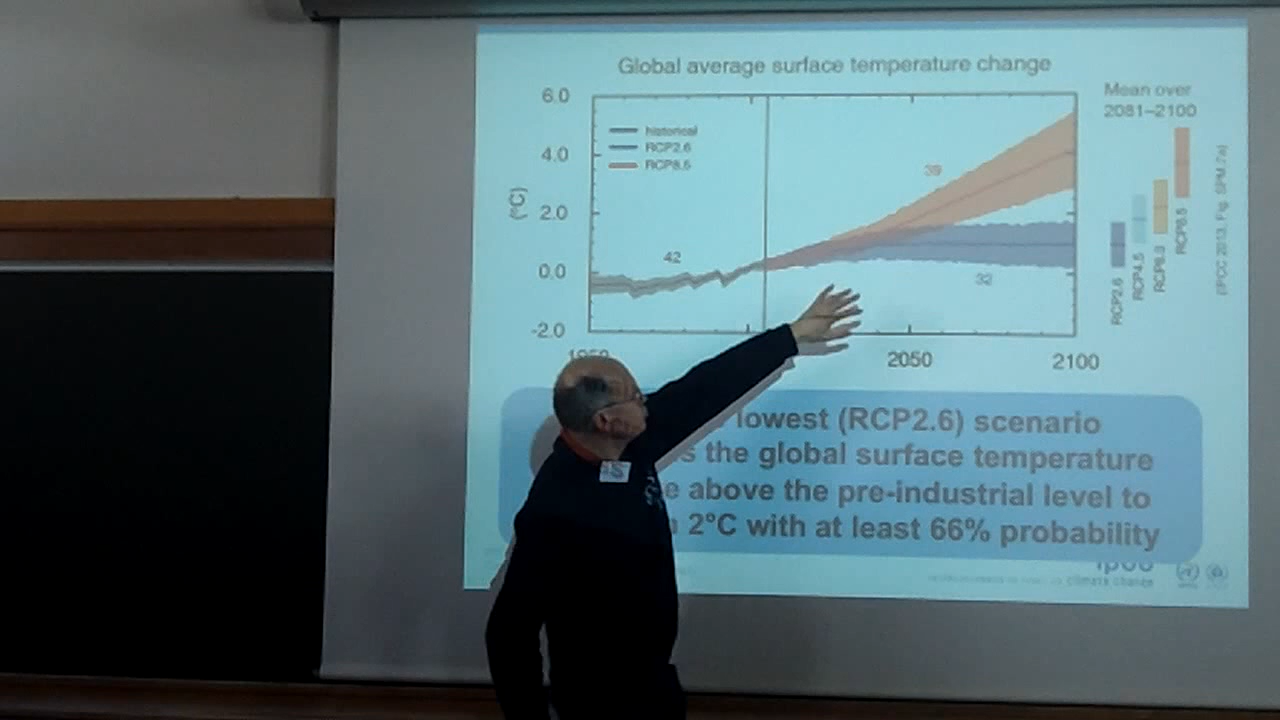 Global average surface temperature change
6.0
4.0
2.0
0.0
-2.0
(°C)
historical
RCP2.6
RCP8.5
42
39
32
1950
2050
2100
Mean over
2081–2100
RCP2.6
RCP4.5
RCP6.0
RCP8.5
(IPCC 2013, Fig. SPM.7a)
lowest (RCP2.6) scenario
the global surface temperature
above the pre-industrial level to
2°C with at least 66% probability
ipcc
climate change